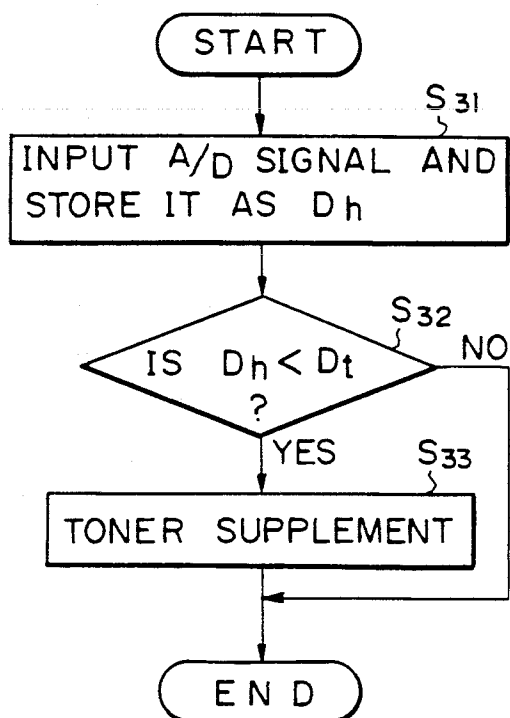 START
S31
INPUT A/D SIGNAL AND
STORE IT AS Dh
S32
IS Dh < Dt
?
NO
YES
S33
TONER SUPPLEMENT
END